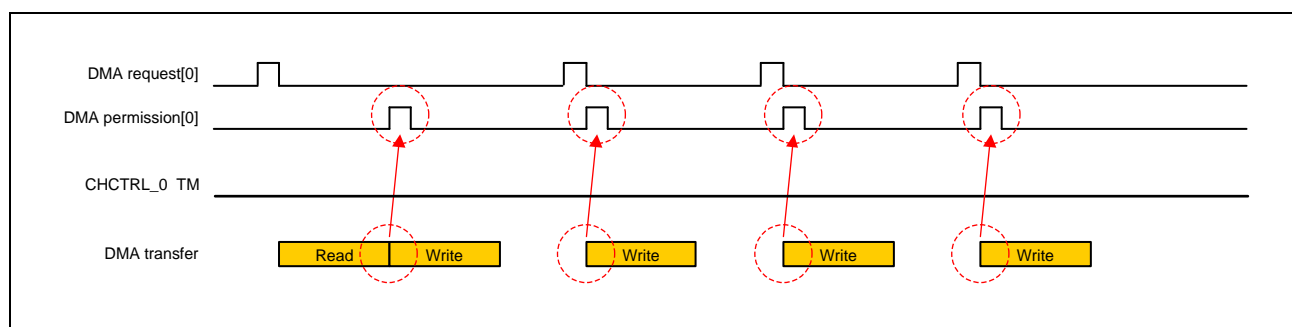 DMA request[0]
DMA permission[0]
CHCTRL_0 TM
DMA transfer
Read
Write
Write
Write
Write